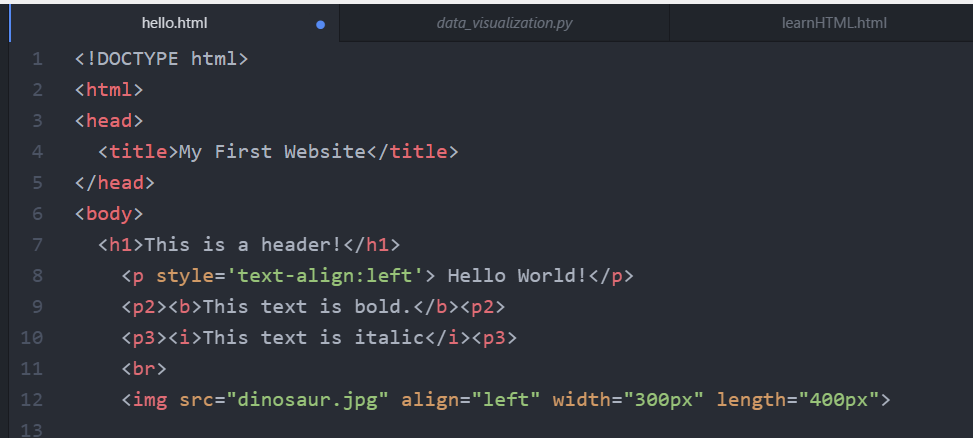 hello.html data_visualization.py learnHTML.html
1 <!DOCTYPE html>
2 <html>
3 <head>
4 <title>My First Website</title>
5 </head>
6 <body>
7 <h1>This is a header!</h1>
8 <p style='text-align:left'> Hello World!</p>
9 <p2><b>This text is bold.</b><p2>
10 <p3><i>This text is italic</i><p3>
11 <br>
12 <img src="dinosaur.jpg" align="left" width="300px" length="400px">
13